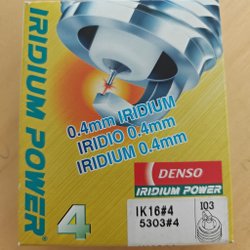 IRIDIUM POWER®
0.4mm IRIDIUM
IRIDIO 0.4mm
IRIDIUM 0.4mm
DENSO
IRIDIUM POWER
4
IK16#4
5303#4
103